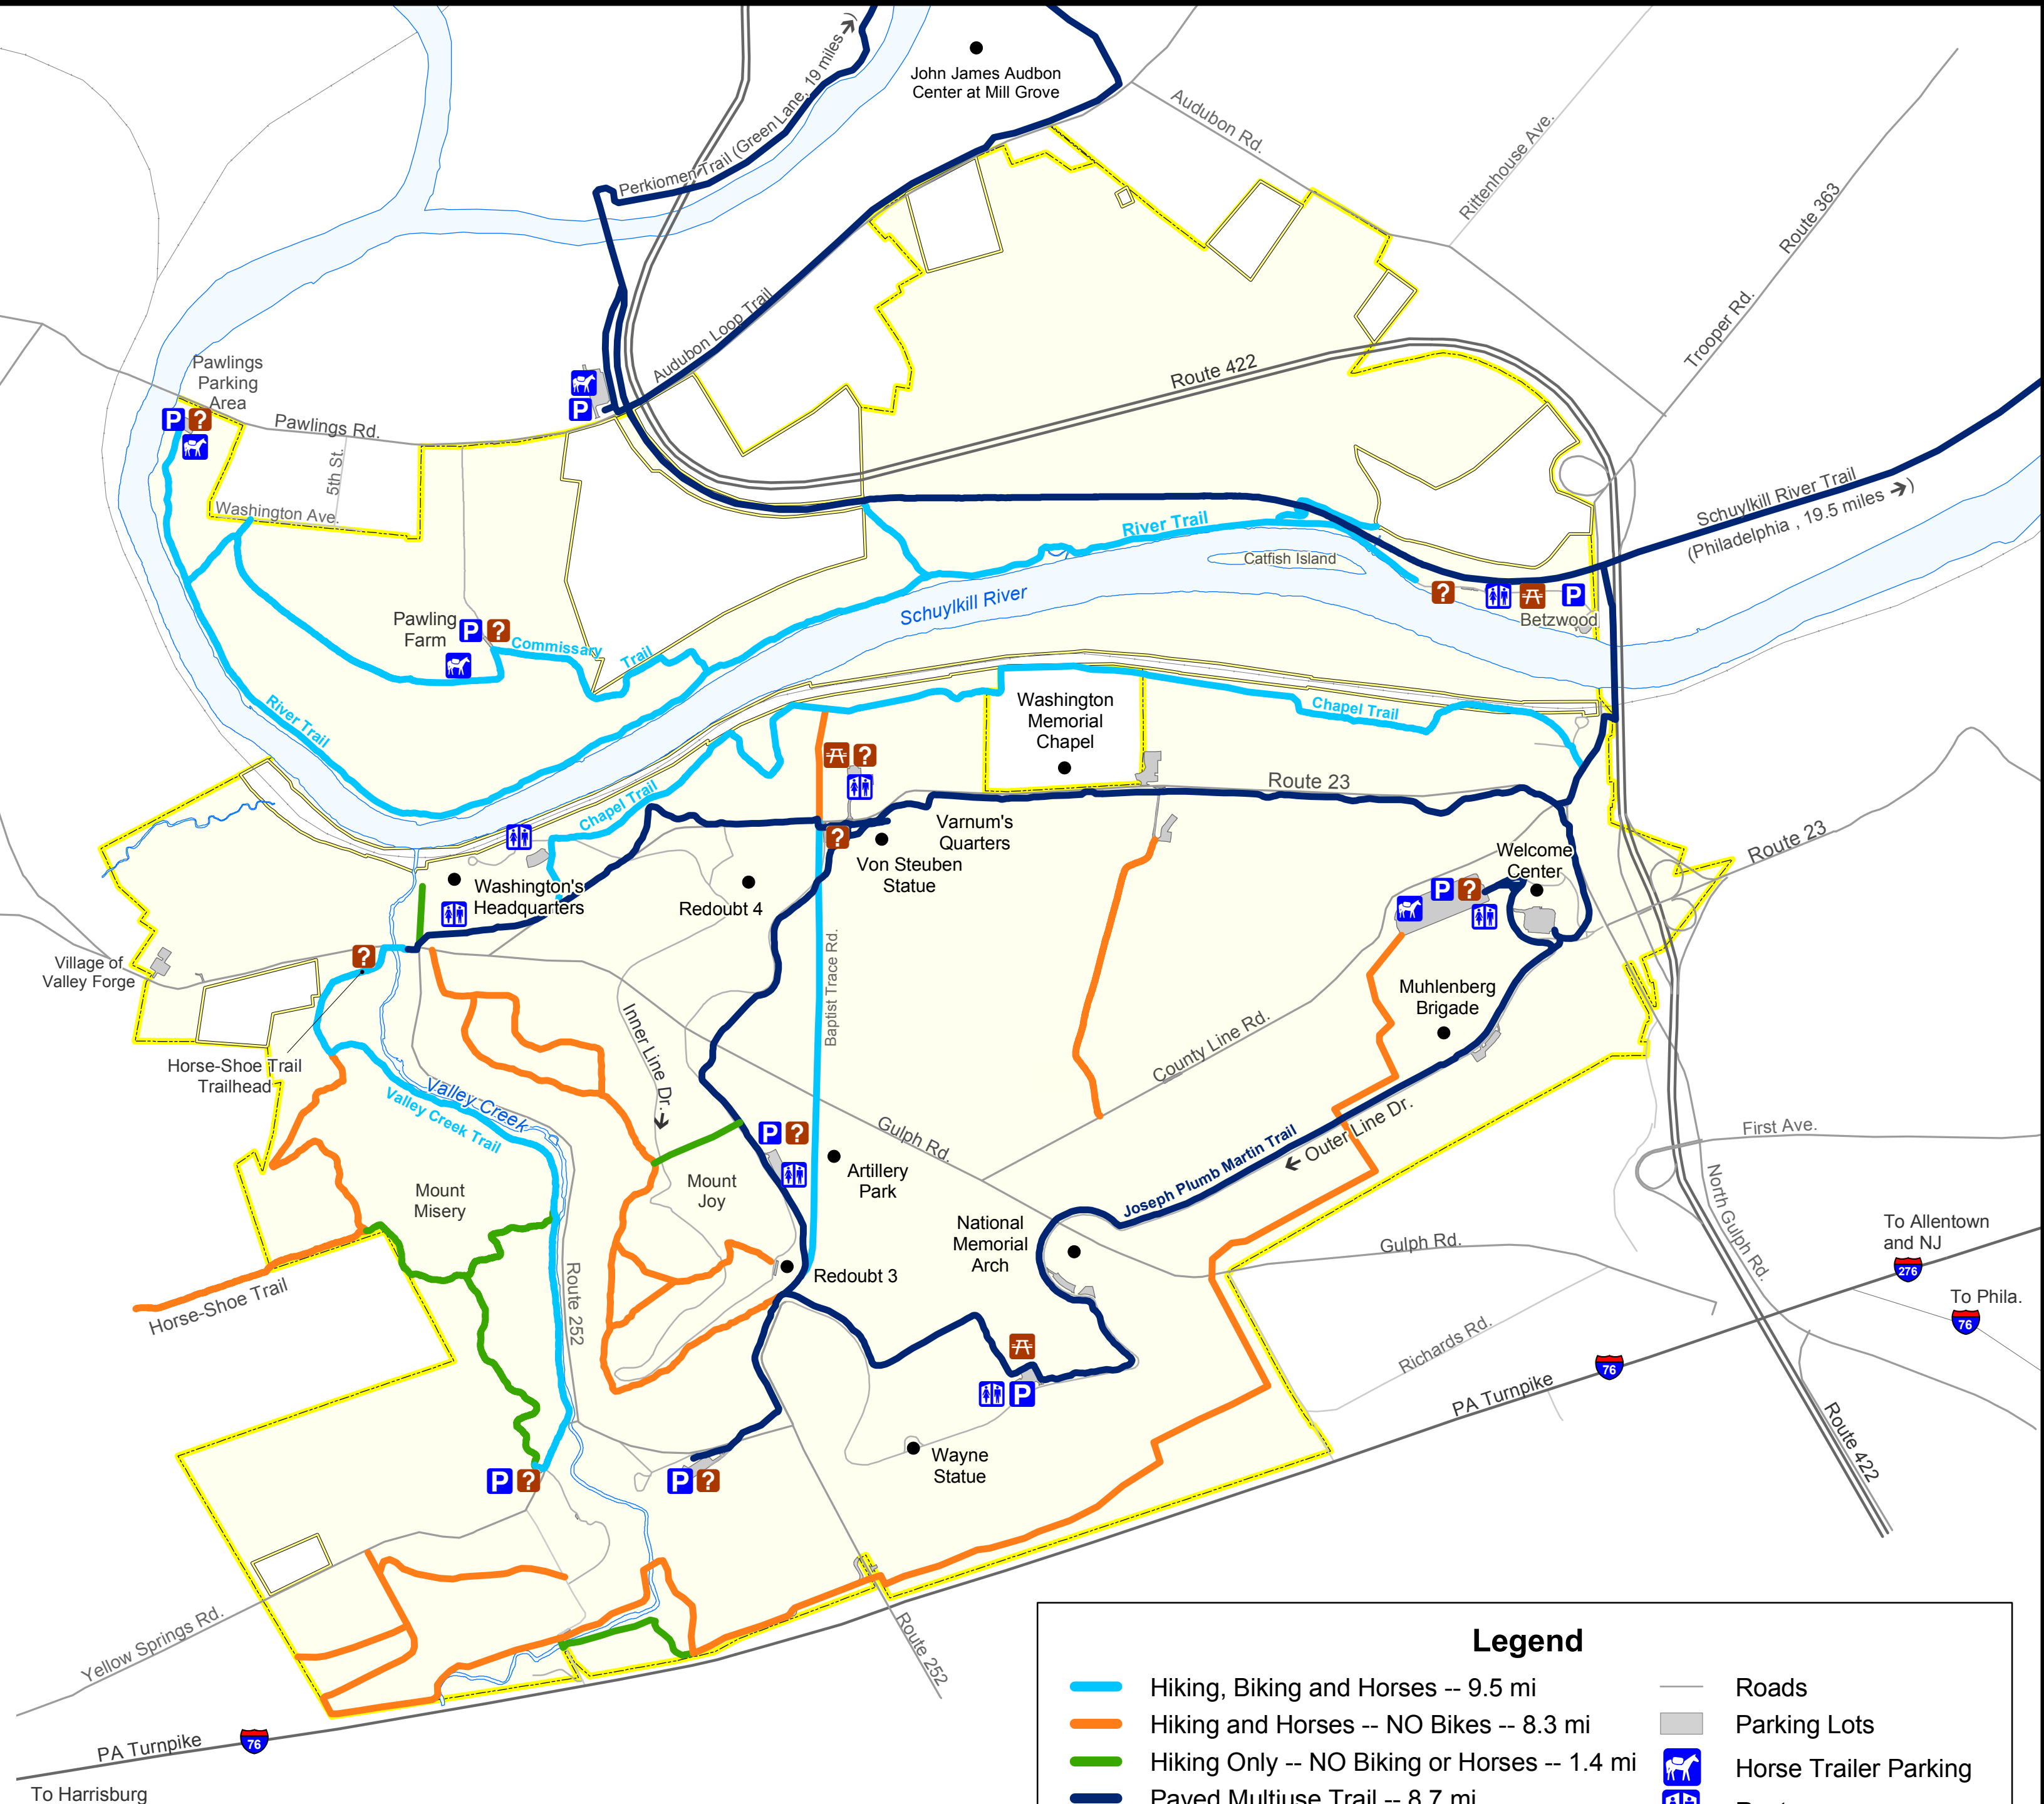 John James Audbon
Center at Mill Grove
Perkiomen Trail (Green Lane, 19 miles ➔)
Audubon Rd.
Rittenhouse Ave.
Route 363
Trooper Rd.
Audubon Loop Trail
Route 422
Pawlings
Parking
Area
P ?
Pawlings Rd.
5th St.
Washington Ave.
P
River Trail
Catfish Island
Schuylkill River Trail
(Philadelphia , 19.5 miles ➔)
? P
Betzwood
Schuylkill River
Pawling
Farm
P ?
Commissary Trail
River Trail
Washington
Memorial
Chapel
Chapel Trail
?
Route 23
Chapel Trail
Varnum's
Quarters
?
Von Steuben
Statue
Route 23
Welcome
Center
P ?
Washington's
Headquarters
Redoubt 4
Baptist Trace Rd.
?
Village of
Valley Forge
Muhlenberg
Brigade
Inner Line Dr. ➔
County Line Rd.
Horse-Shoe Trail
Trailhead
Valley Creek
Valley Creek Trail
Gulph Rd.
Outer Line Dr.
Joseph Plumb Martin Trail
First Ave.
P ?
Artillery
Park
Mount
Joy
Mount
Misery
National
Memorial
Arch
North Gulph Rd.
To Allentown
and NJ
276
Gulph Rd.
Redoubt 3
Horse-Shoe Trail
Route 252
To Phila.
76
Richards Rd.
76
PA Turnpike
P
Route 422
Wayne
Statue
P ?
P ?
Yellow Springs Rd.
Route 252
PA Turnpike
76
To Harrisburg
Legend
Hiking, Biking and Horses -- 9.5 mi
Roads
Hiking and Horses -- NO Bikes -- 8.3 mi
Parking Lots
Hiking Only -- NO Biking or Horses -- 1.4 mi
Horse Trailer Parking
Paved Multiuse Trail -- 8.7 mi